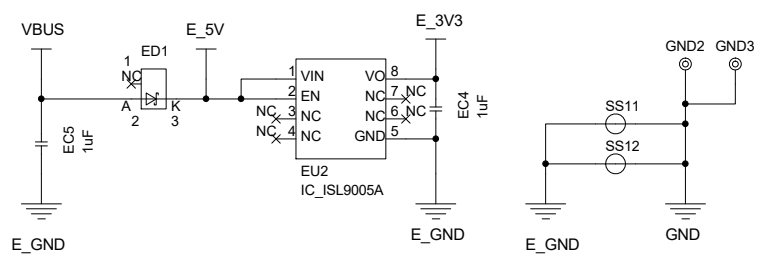 VBUS
E_5V
E_3V3
1
ED1
NC
A
K
2
3
EC5
1uF
E_GND
1
VIN
VO
8
2
EN
NC
7
NC
NC
3
NC
NC
6
NC
NC
4
NC
GND
5
EC4
1uF
EU2
IC_ISL9005A
E_GND
GND2
GND3
SS11
SS12
E_GND
GND